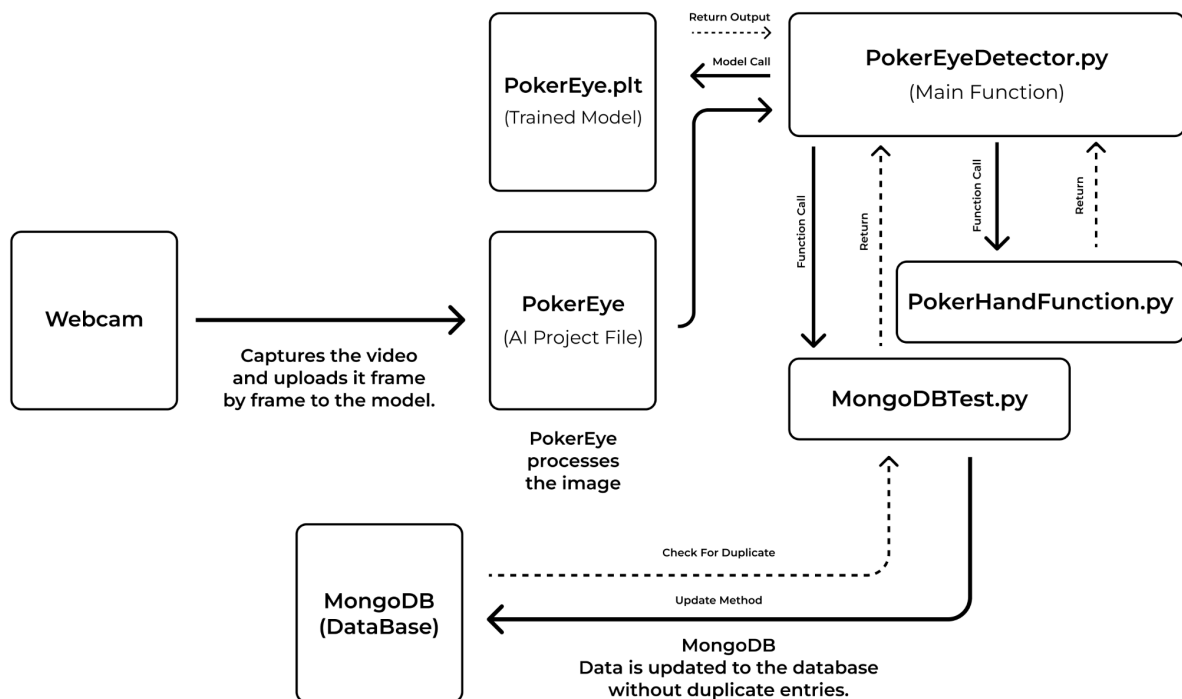 Return Output
Model Call
PokerEye.plt
(Trained Model)
PokerEyeDetector.py
(Main Function)
Function Call
Return
Function Call
Return
Webcam
Captures the video
and uploads it frame
by frame to the model.
PokerEye
(AI Project File)
PokerEye
processes
the image
PokerHandFunction.py
MongoDBTest.py
Check For Duplicate
Update Method
MongoDB
(DataBase)
MongoDB
Data is updated to the database
without duplicate entries.